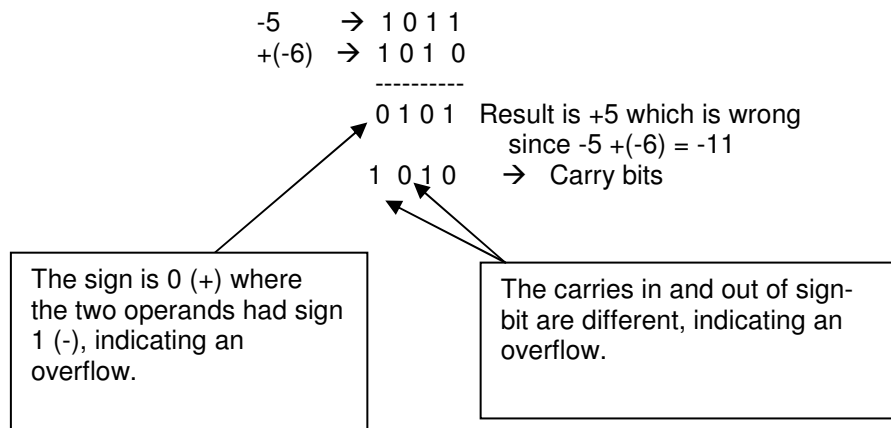 -5 → 1 0 1 1
+(-6) → 1 0 1 0
----------
0 1 0 1 Result is +5 which is wrong
since -5 +(-6) = -11
1 0 1 0 → Carry bits
The sign is 0 (+) where
the two operands had sign
1 (-), indicating an
overflow.
The carries in and out of sign-
bit are different, indicating an
overflow.